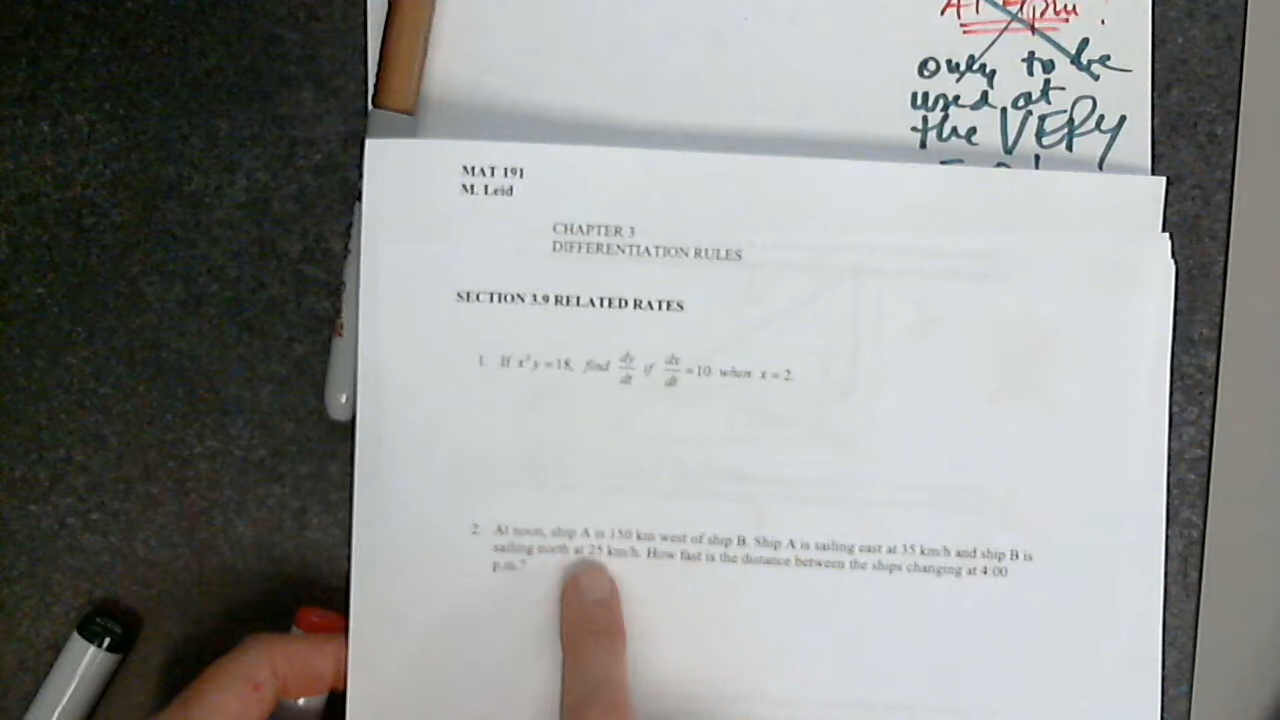 At 4pm?
only to be
used at
the VERY
MAT 191
M. Leid
CHAPTER 3
DIFFERENTIATION RULES
SECTION 3.9 RELATED RATES
1. If x²y=18, find dy/dt if dx/dt=10 when x=2.
2. At noon, ship A is 150 km west of ship B. Ship A is sailing east at 35 km/h and ship B is
sailing north at 25 km/h. How fast is the distance between the ships changing at 4:00
p.m.?